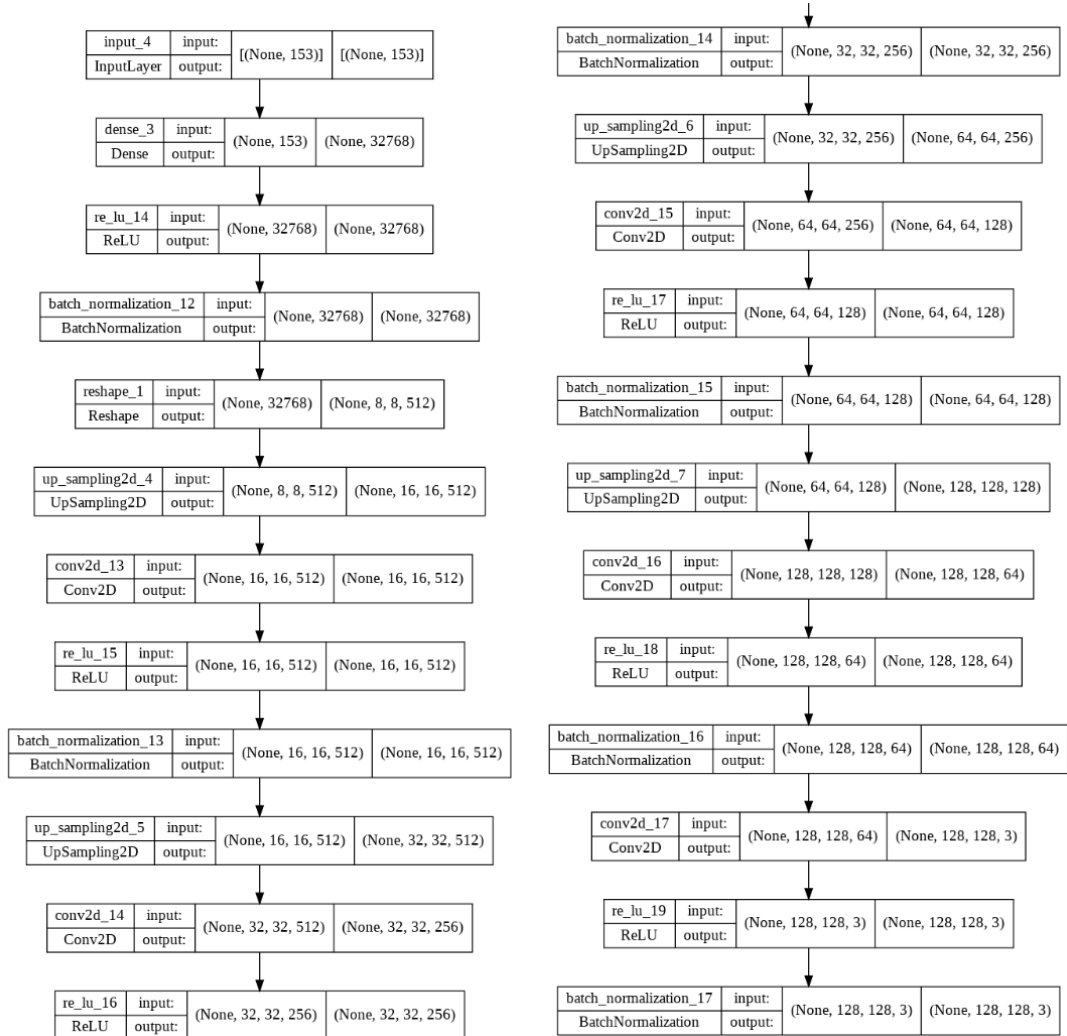 input_4 input: [(None, 153)] [(None, 153)]
InputLayer output:
dense_3 input: (None, 153) (None, 32768)
Dense output:
re_lu_14 input: (None, 32768) (None, 32768)
ReLU output:
batch_normalization_12 input: (None, 32768) (None, 32768)
BatchNormalization output:
reshape_1 input: (None, 32768) (None, 8, 8, 512)
Reshape output:
up_sampling2d_4 input: (None, 8, 8, 512) (None, 16, 16, 512)
UpSampling2D output:
conv2d_13 input: (None, 16, 16, 512) (None, 16, 16, 512)
Conv2D output:
re_lu_15 input: (None, 16, 16, 512) (None, 16, 16, 512)
ReLU output:
batch_normalization_13 input: (None, 16, 16, 512) (None, 16, 16, 512)
BatchNormalization output:
up_sampling2d_5 input: (None, 16, 16, 512) (None, 32, 32, 512)
UpSampling2D output:
conv2d_14 input: (None, 32, 32, 512) (None, 32, 32, 256)
Conv2D output:
re_lu_16 input: (None, 32, 32, 256) (None, 32, 32, 256)
ReLU output:
batch_normalization_14 input: (None, 32, 32, 256) (None, 32, 32, 256)
BatchNormalization output:
up_sampling2d_6 input: (None, 32, 32, 256) (None, 64, 64, 256)
UpSampling2D output:
conv2d_15 input: (None, 64, 64, 256) (None, 64, 64, 128)
Conv2D output:
re_lu_17 input: (None, 64, 64, 128) (None, 64, 64, 128)
ReLU output:
batch_normalization_15 input: (None, 64, 64, 128) (None, 64, 64, 128)
BatchNormalization output:
up_sampling2d_7 input: (None, 64, 64, 128) (None, 128, 128, 128)
UpSampling2D output:
conv2d_16 input: (None, 128, 128, 128) (None, 128, 128, 64)
Conv2D output:
re_lu_18 input: (None, 128, 128, 64) (None, 128, 128, 64)
ReLU output:
batch_normalization_16 input: (None, 128, 128, 64) (None, 128, 128, 64)
BatchNormalization output:
conv2d_17 input: (None, 128, 128, 64) (None, 128, 128, 3)
Conv2D output:
re_lu_19 input: (None, 128, 128, 3) (None, 128, 128, 3)
ReLU output:
batch_normalization_17 input: (None, 128, 128, 3) (None, 128, 128, 3)
BatchNormalization output: